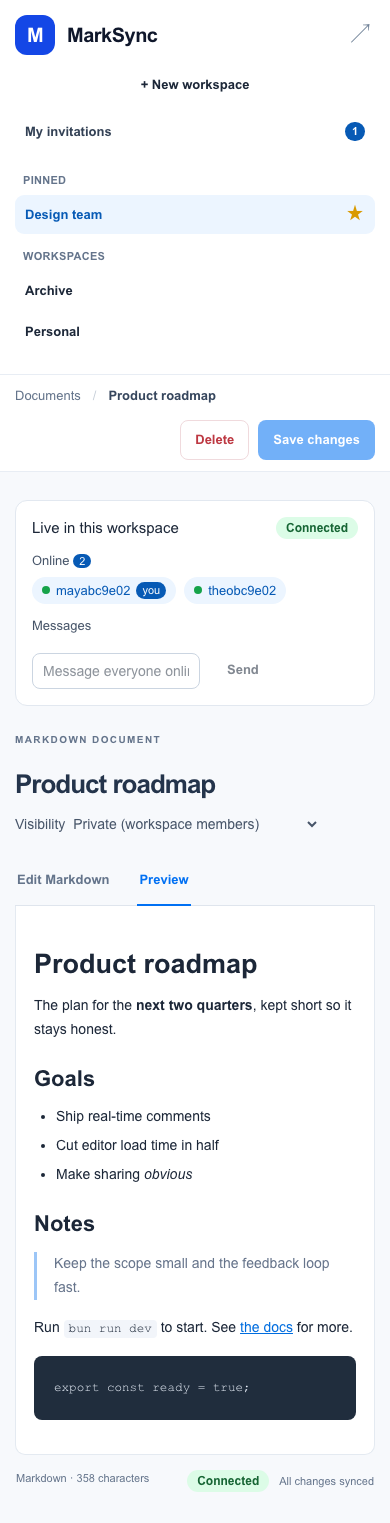 M MarkSync
+ New workspace
My invitations 1
PINNED
Design team ★
WORKSPACES
Archive
Personal
Documents / Product roadmap
Delete Save changes
Live in this workspace Connected
Online 2
mayabc9e02 you theobc9e02
Messages
Message everyone onli Send
MARKDOWN DOCUMENT
Product roadmap
Visibility Private (workspace members)
Edit Markdown Preview
Product roadmap
The plan for the next two quarters, kept short so it
stays honest.
Goals
• Ship real-time comments
• Cut editor load time in half
• Make sharing obvious
Notes
Keep the scope small and the feedback loop
fast.
Run bun run dev to start. See the docs for more.
export const ready = true;
Markdown · 358 characters Connected All changes synced